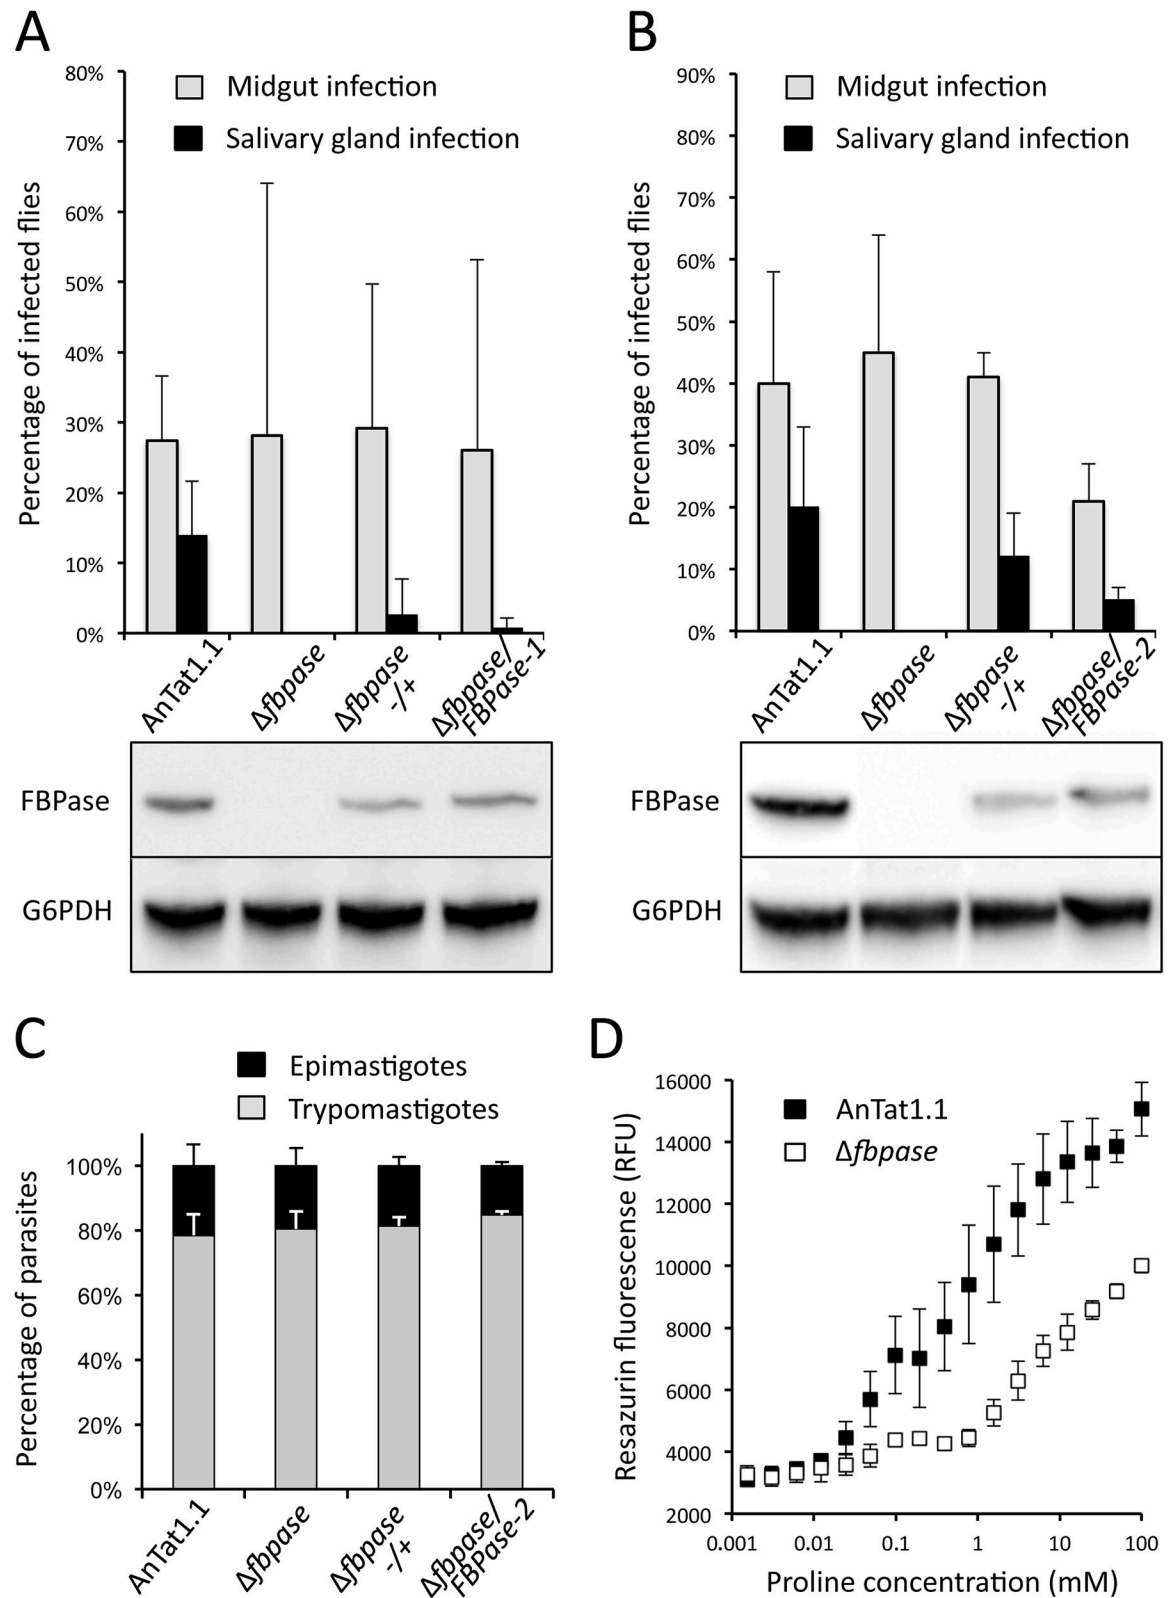 A
80%
70%
60%
50%
40%
30%
20%
10%
0%
Percentage of infected flies
Midgut infection
Salivary gland infection
AnTat1.1
Δfbpase
Δfbpase
-/+
Δfbpase/
FBPase-1
FBPase
G6PDH
B
90%
80%
70%
60%
50%
40%
30%
20%
10%
0%
Percentage of infected flies
Midgut infection
Salivary gland infection
AnTat1.1
Δfbpase
Δfbpase
-/+
Δfbpase/
FBPase-2
FBPase
G6PDH
C
Epimastigotes
Trypomastigotes
100%
80%
60%
40%
20%
0%
Percentage of parasites
AnTat1.1
Δfbpase
Δfbpase
-/+
Δfbpase/
FBPase-2
D
16000
14000
12000
10000
8000
6000
4000
2000
Resazurin fluorescense (RFU)
AnTat1.1
Δfbpase
0.001 0.01 0.1 1 10 100
Proline concentration (mM)